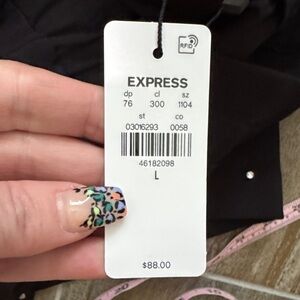 RFID
EXPRESS
dp cl sz
76 300 1104
st co
03016293 0058
46182098
L
$88.00